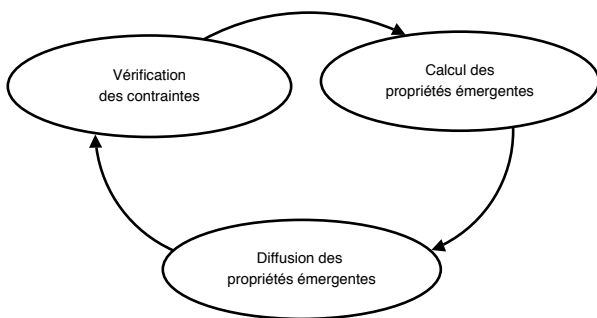 Vérification
des contraintes
Calcul des
propriétés émergentes
Diffusion des
propriétés émergentes